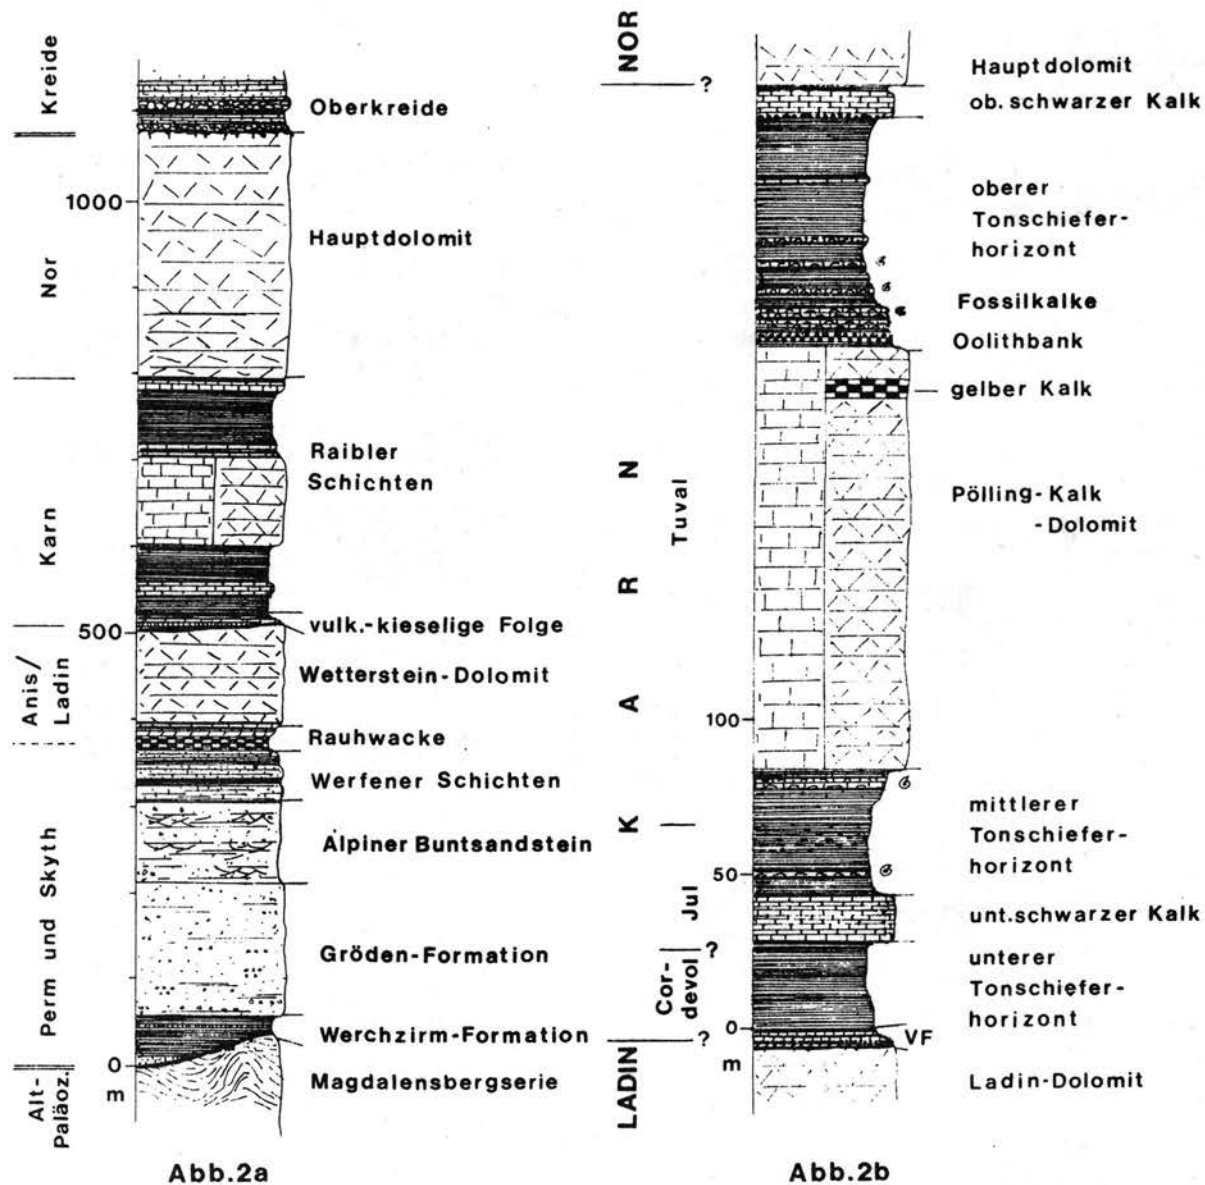 Kreide
Nor
Karn
Anis/
Ladin
Perm und Skyth
Alt-
Paläoz.
1000
500
0
m
Oberkreide
Hauptdolomit
Raibler
Schichten
vulk.-kieselige Folge
Wetterstein-Dolomit
Rauhwacke
Werfener Schichten
Alpiner Buntsandstein
Gröden-Formation
Werchzirm-Formation
Magdalensbergserie
Abb.2a
NOR
?
KARN
Tuval
Jul
?
Cor-
devol
?
LADIN
100
50
0
m
Hauptdolomit
ob.schwarzer Kalk
oberer
Tonschiefer-
horizont
Fossilkalke
Oolithbank
gelber Kalk
Pölling-Kalk
-Dolomit
mittlerer
Tonschiefer-
horizont
unt.schwarzer Kalk
unterer
Tonschiefer-
horizont
VF
Ladin-Dolomit
Abb.2b